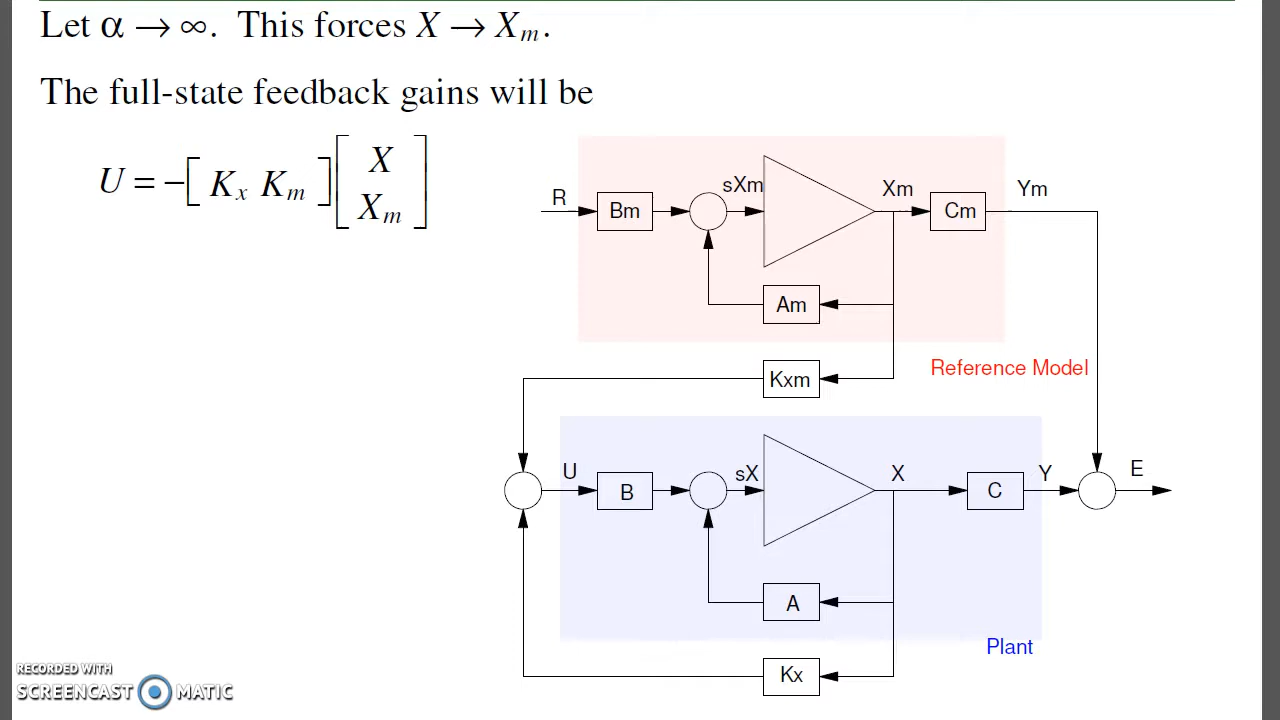 Let α → ∞. This forces X → Xm.
The full-state feedback gains will be
U = −[ Kx Km ][ X
Xm ]
R
Bm
sXm
Xm
Cm
Ym
Am
Kxm
Reference Model
U
B
sX
X
C
Y
E
A
Plant
Kx
RECORDED WITH
SCREENCAST MATIC